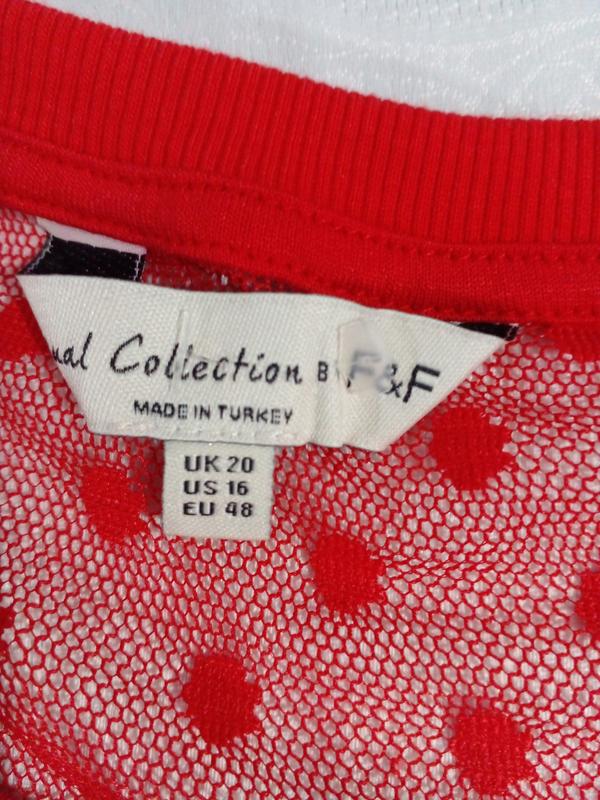 ual Collection BY F&F
MADE IN TURKEY
UK 20
US 16
EU 48